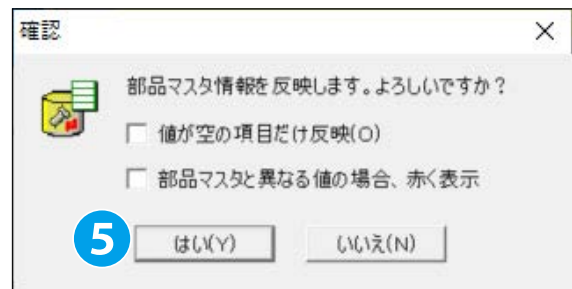 確認
部品マスタ情報を反映します。よろしいですか？
値が空の項目だけ反映(O)
部品マスタと異なる値の場合、赤く表示
5 はい(Y) いいえ(N)